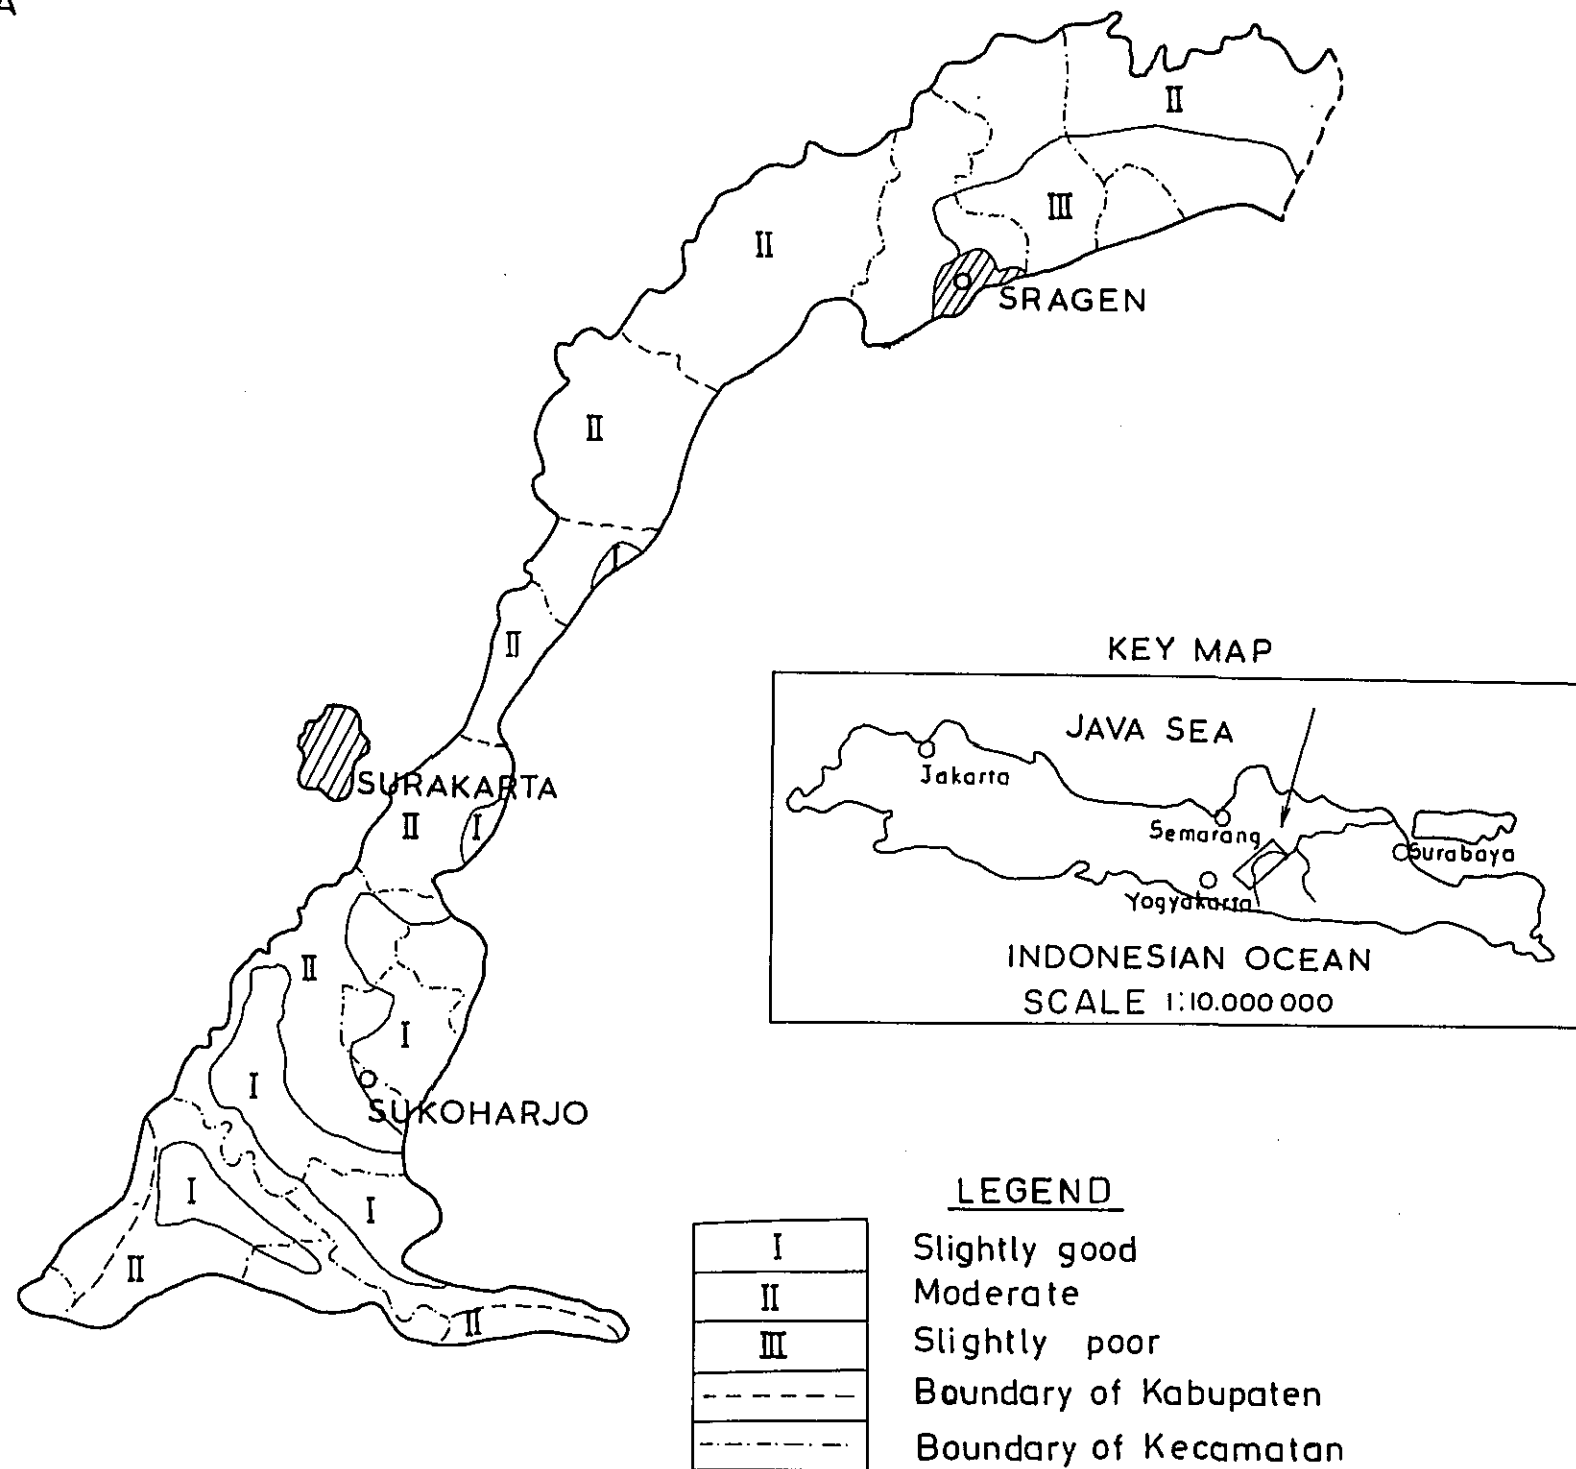 A
II
III
II
SRAGEN
II
I
II
SURAKARTA
II
I
II
I
I
SUKOHARJO
I
I
II
II
KEY MAP
JAVA SEA
Jakarta
Semarang
Surabaya
Yogyakarta
INDONESIAN OCEAN
SCALE 1:10.000 000
LEGEND
I Slightly good
II Moderate
III Slightly poor
Boundary of Kabupaten
Boundary of Kecamatan